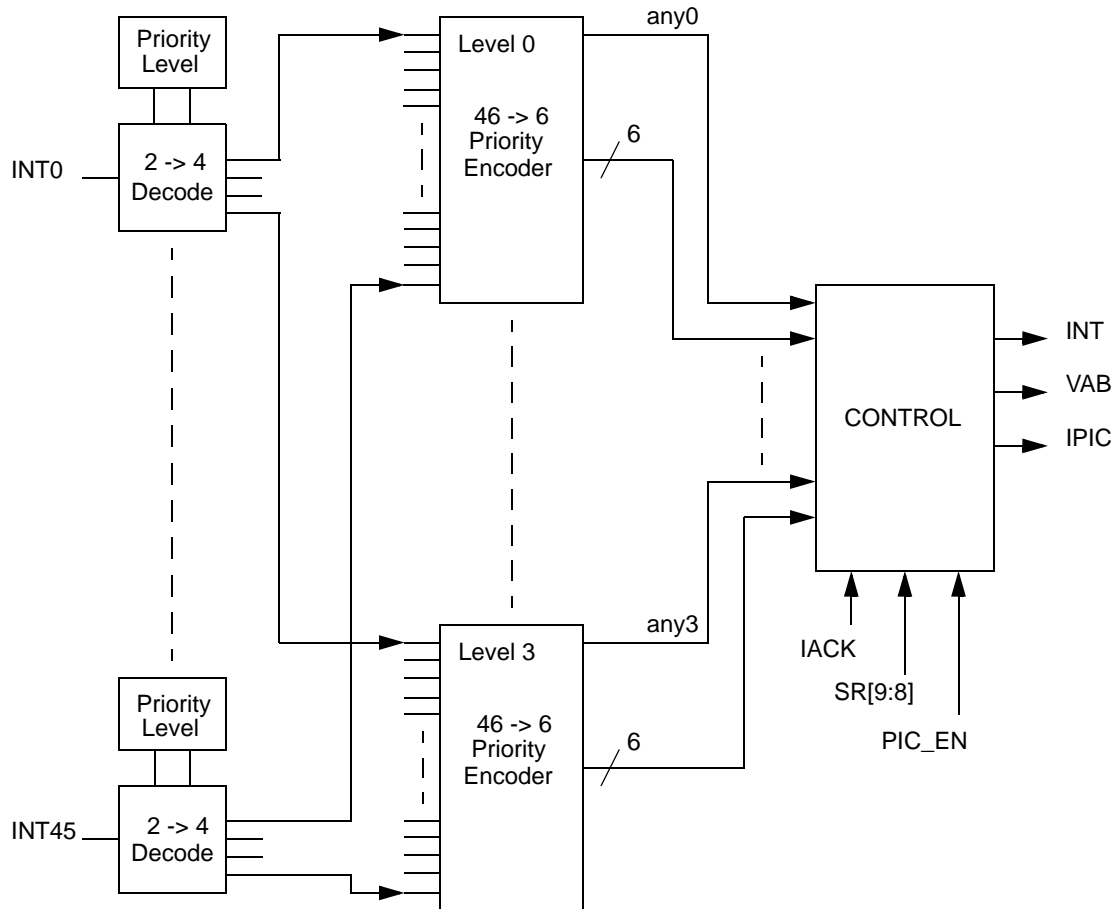 Priority
Level
INT0
2 -> 4
Decode
Level 0
46 -> 6
Priority
Encoder
any0
6
CONTROL
INT
VAB
IPIC
IACK
SR[9:8]
PIC_EN
Priority
Level
INT45
2 -> 4
Decode
Level 3
46 -> 6
Priority
Encoder
any3
6